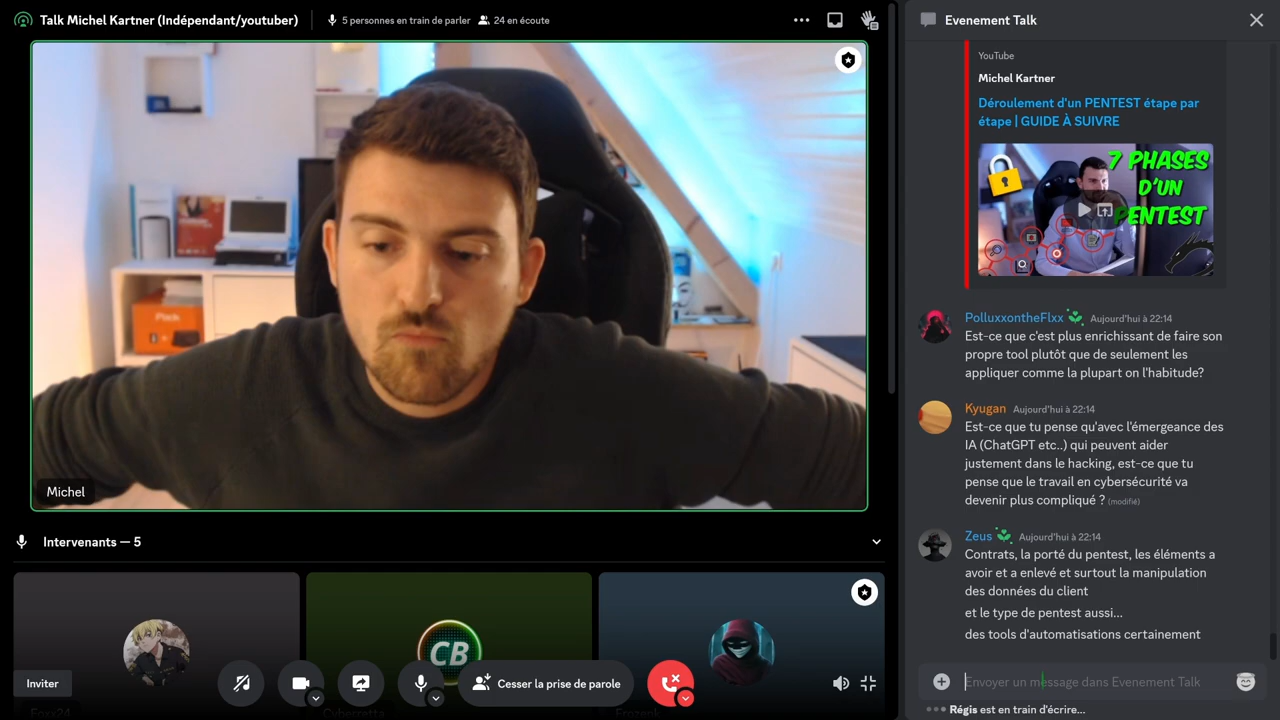 Talk Michel Kartner (Indépendant/youtuber)
5 personnes en train de parler
24 en écoute
Evenement Talk
YouTube
Michel Kartner
Déroulement d'un PENTEST étape par
étape | GUIDE À SUIVRE
7 PHASES
D'UN
PENTEST
PolluxxontheFlxx Aujourd'hui à 22:14
Est-ce que c'est plus enrichissant de faire son
propre tool plutôt que de seulement les
appliquer comme la plupart on l'habitude?
Kyugan Aujourd'hui à 22:14
Est-ce que tu pense qu'avec l'émergeance des
IA (ChatGPT etc..) qui peuvent aider
justement dans le hacking, est-ce que tu
pense que le travail en cybersécurité va
devenir plus compliqué ? (modifié)
Zeus Aujourd'hui à 22:14
Contrats, la porté du pentest, les éléments a
avoir et a enlevé et surtout la manipulation
des données du client
et le type de pentest aussi...
des tools d'automatisations certainement
Envoyer un message dans Evenement Talk
Régis est en train d'écrire...
Pack
Michel
Intervenants — 5
CB
Inviter
Cesser la prise de parole